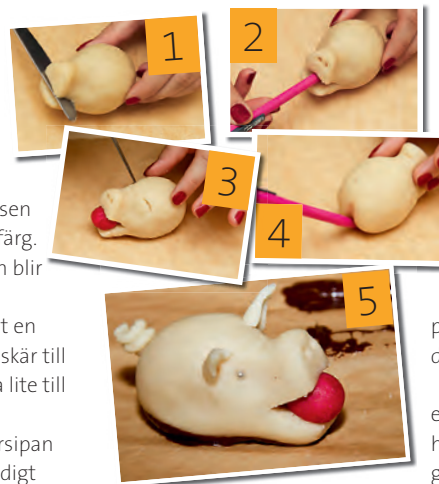 1
2
3
4
5
sen
färg.
blir
t en
skär till
lite till
rsipan
digt
p
d
e
h
g